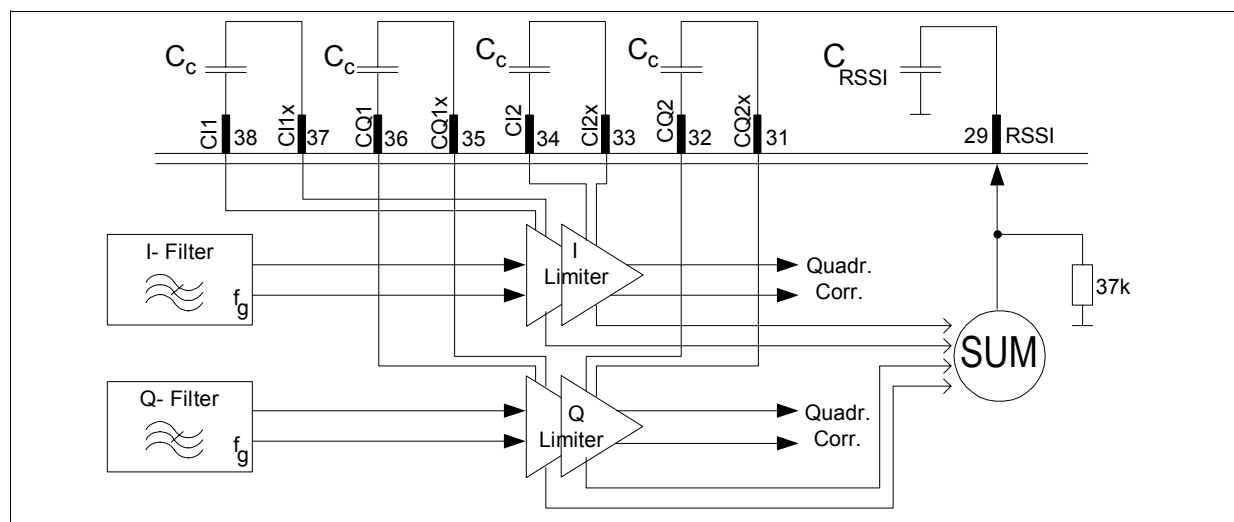 Cc
Cc
Cc
Cc
CRSSI
CI1
38
CI1x
37
CQ1
36
CQ1x
35
CI2
34
CI2x
33
CQ2
32
CQ2x
31
29
RSSI
I- Filter
fg
I
Limiter
Quadr.
Corr.
37k
SUM
Q- Filter
fg
Q
Limiter
Quadr.
Corr.